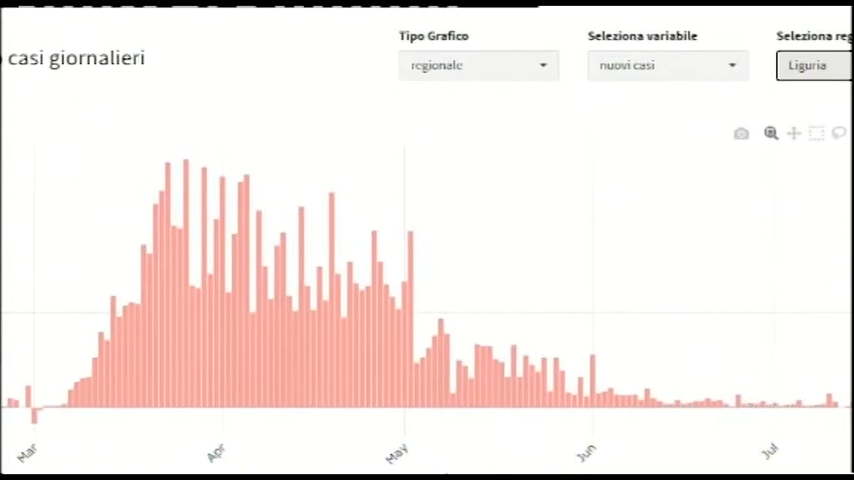 Tipo Grafico
Seleziona variabile
Seleziona reg
casi giornalieri
regionale
nuovi casi
Liguria
Mar
Apr
May
Jun
Jul